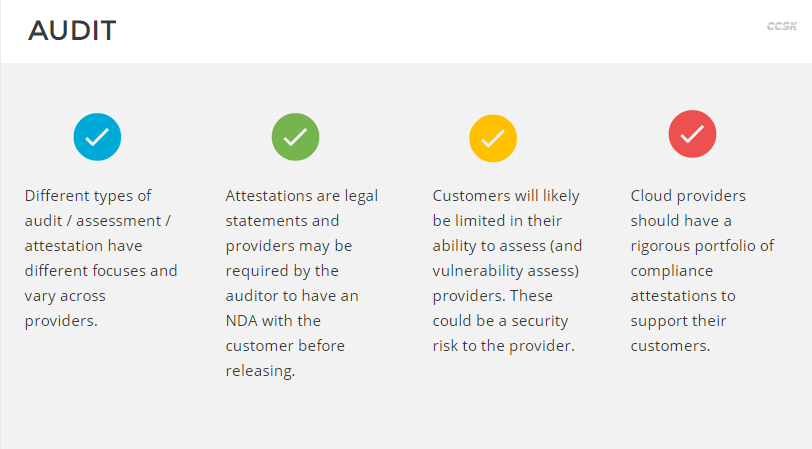 AUDIT
CCSK
Different types of
audit / assessment /
attestation have
different focuses and
vary across
providers.
Attestations are legal
statements and
providers may be
required by the
auditor to have an
NDA with the
customer before
releasing.
Customers will likely
be limited in their
ability to assess (and
vulnerability assess)
providers. These
could be a security
risk to the provider.
Cloud providers
should have a
rigorous portfolio of
compliance
attestations to
support their
customers.